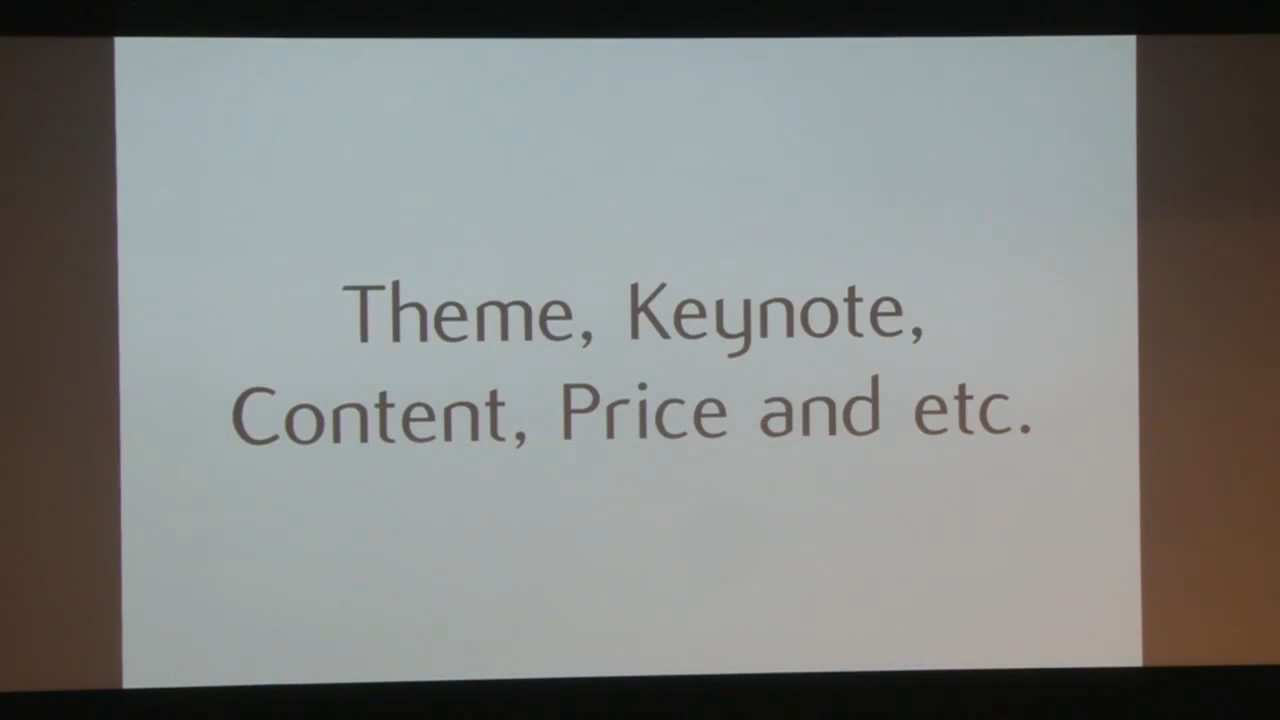 Theme, Keynote,
Content, Price and etc.